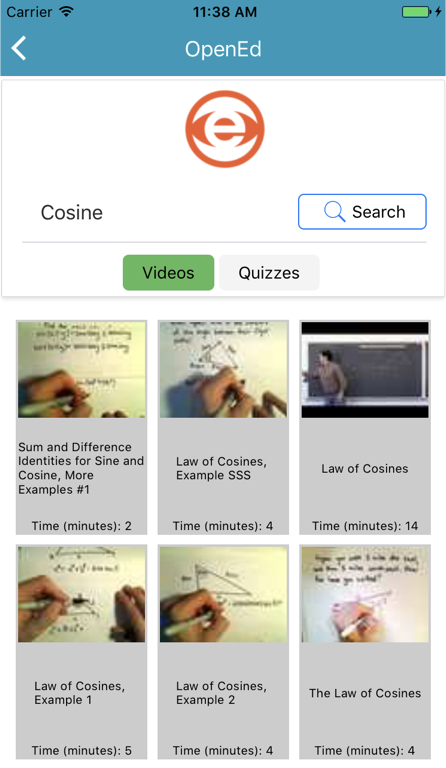 Carrier 11:38 AM
OpenEd
e
Cosine Search
Videos Quizzes
Sum and Difference
Identities for Sine and
Cosine, More
Examples #1
Time (minutes): 2
Law of Cosines,
Example SSS
Time (minutes): 4
Law of Cosines
Time (minutes): 14
Law of Cosines,
Example 1
Time (minutes): 5
Law of Cosines,
Example 2
Time (minutes): 4
The Law of Cosines
Time (minutes): 4